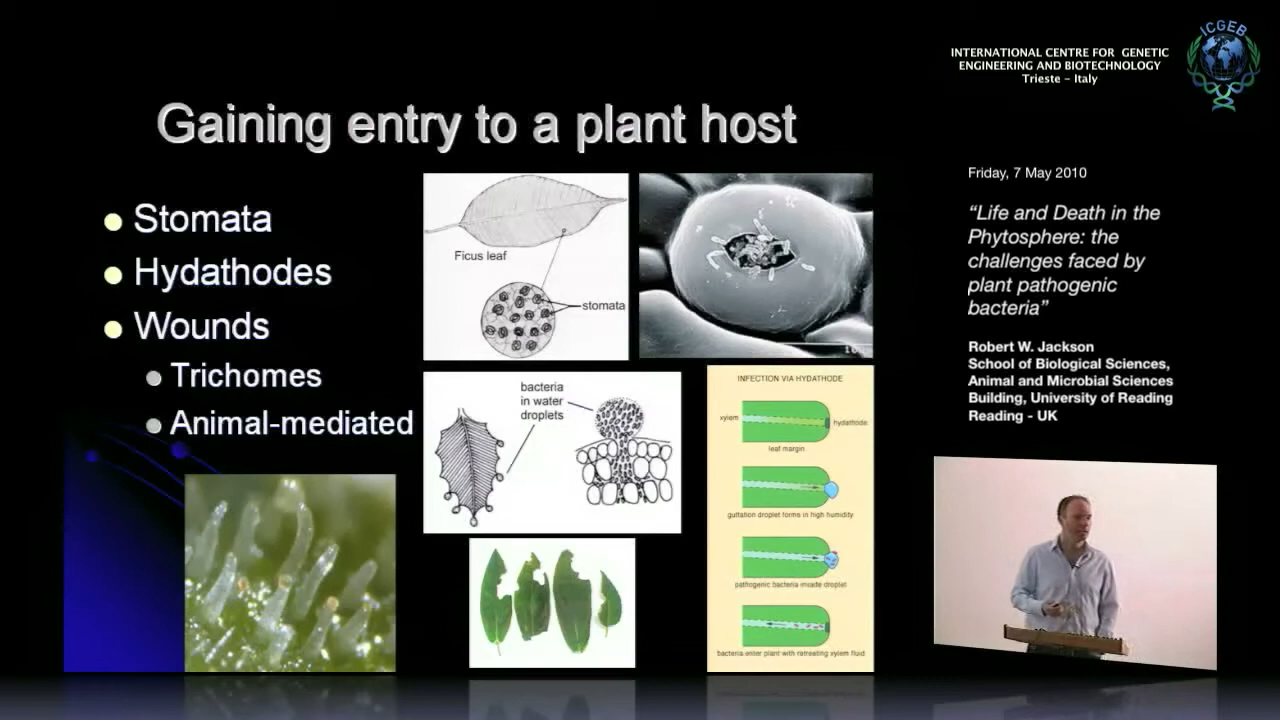 ICGEB
INTERNATIONAL CENTRE FOR GENETIC
ENGINEERING AND BIOTECHNOLOGY
Trieste - Italy
Gaining entry to a plant host
Stomata
Hydathodes
Wounds
Trichomes
Animal-mediated
Ficus leaf
stomata
bacteria
in water
droplets
INFECTION VIA HYDATHODE
xylem
hydathode
leaf margin
guttation droplet forms in high humidity
pathogenic bacteria invade droplet
bacteria enter plant with retreating xylem fluid
Friday, 7 May 2010
“Life and Death in the
Phytosphere: the
challenges faced by
plant pathogenic
bacteria”
Robert W. Jackson
School of Biological Sciences,
Animal and Microbial Sciences
Building, University of Reading
Reading - UK